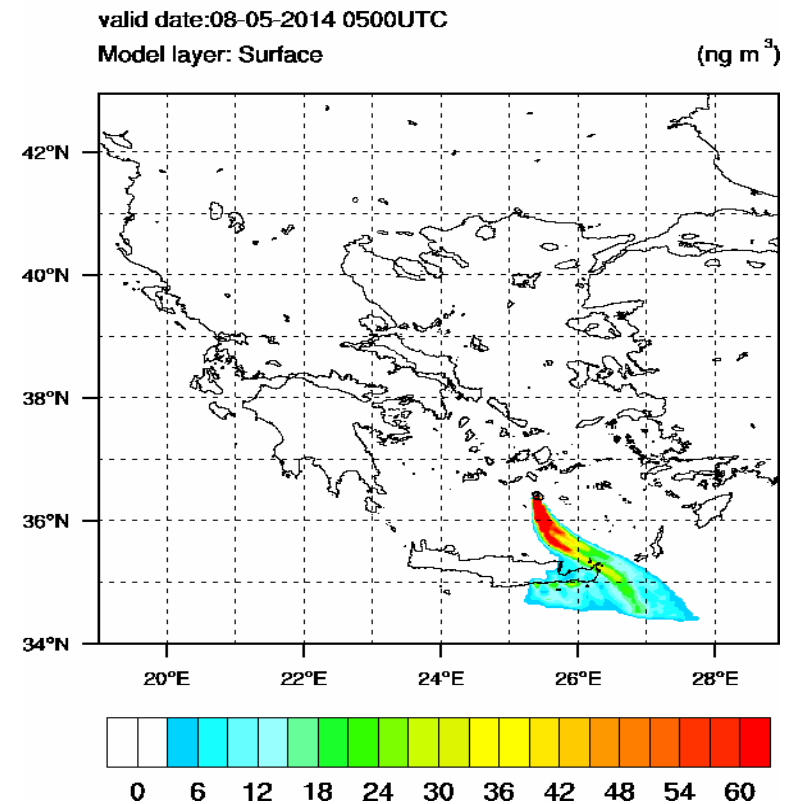 valid date:08-05-2014 0500UTC
Model layer: Surface (ng m³)
42°N
40°N
38°N
36°N
34°N
20°E 22°E 24°E 26°E 28°E
0 6 12 18 24 30 36 42 48 54 60